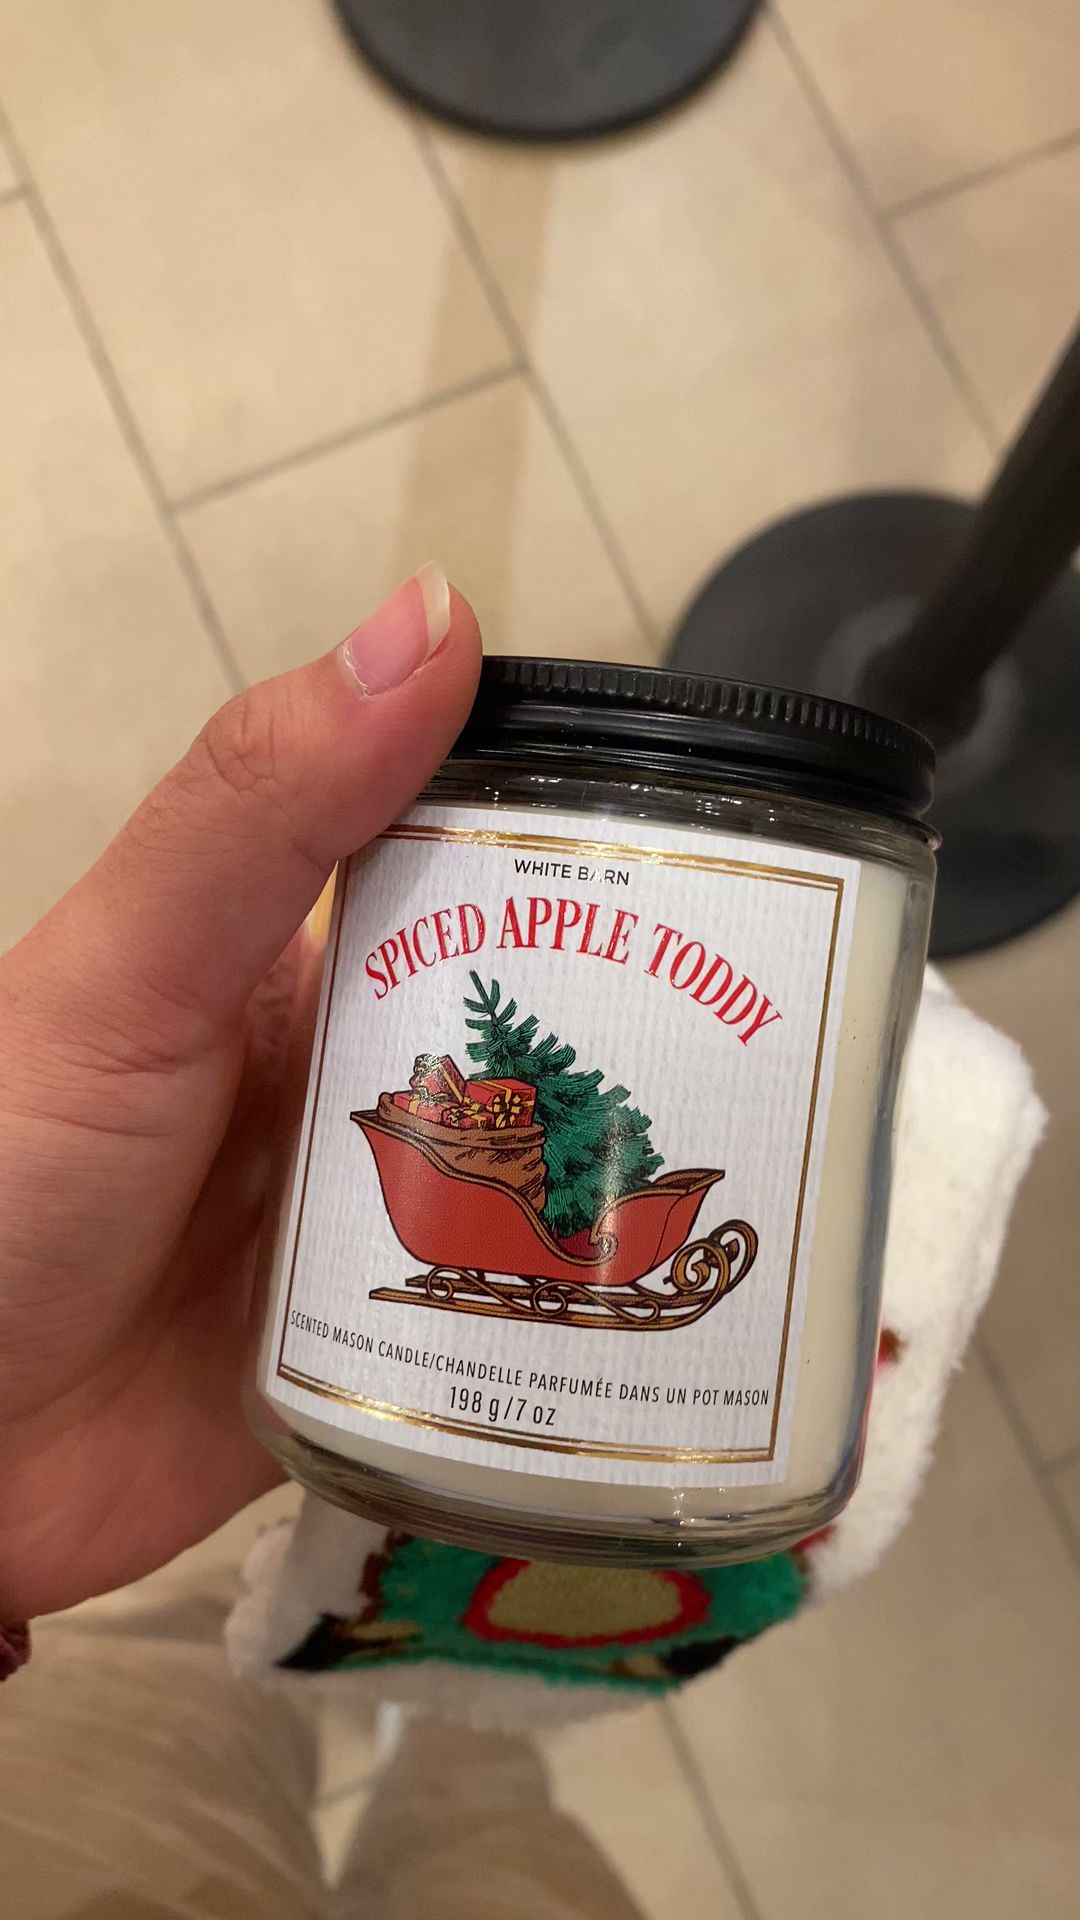 WHITE BARN
SPICED APPLE TODDY
SCENTED MASON CANDLE/CHANDELLE PARFUMÉE DANS UN POT MASON
198 g/7 oz